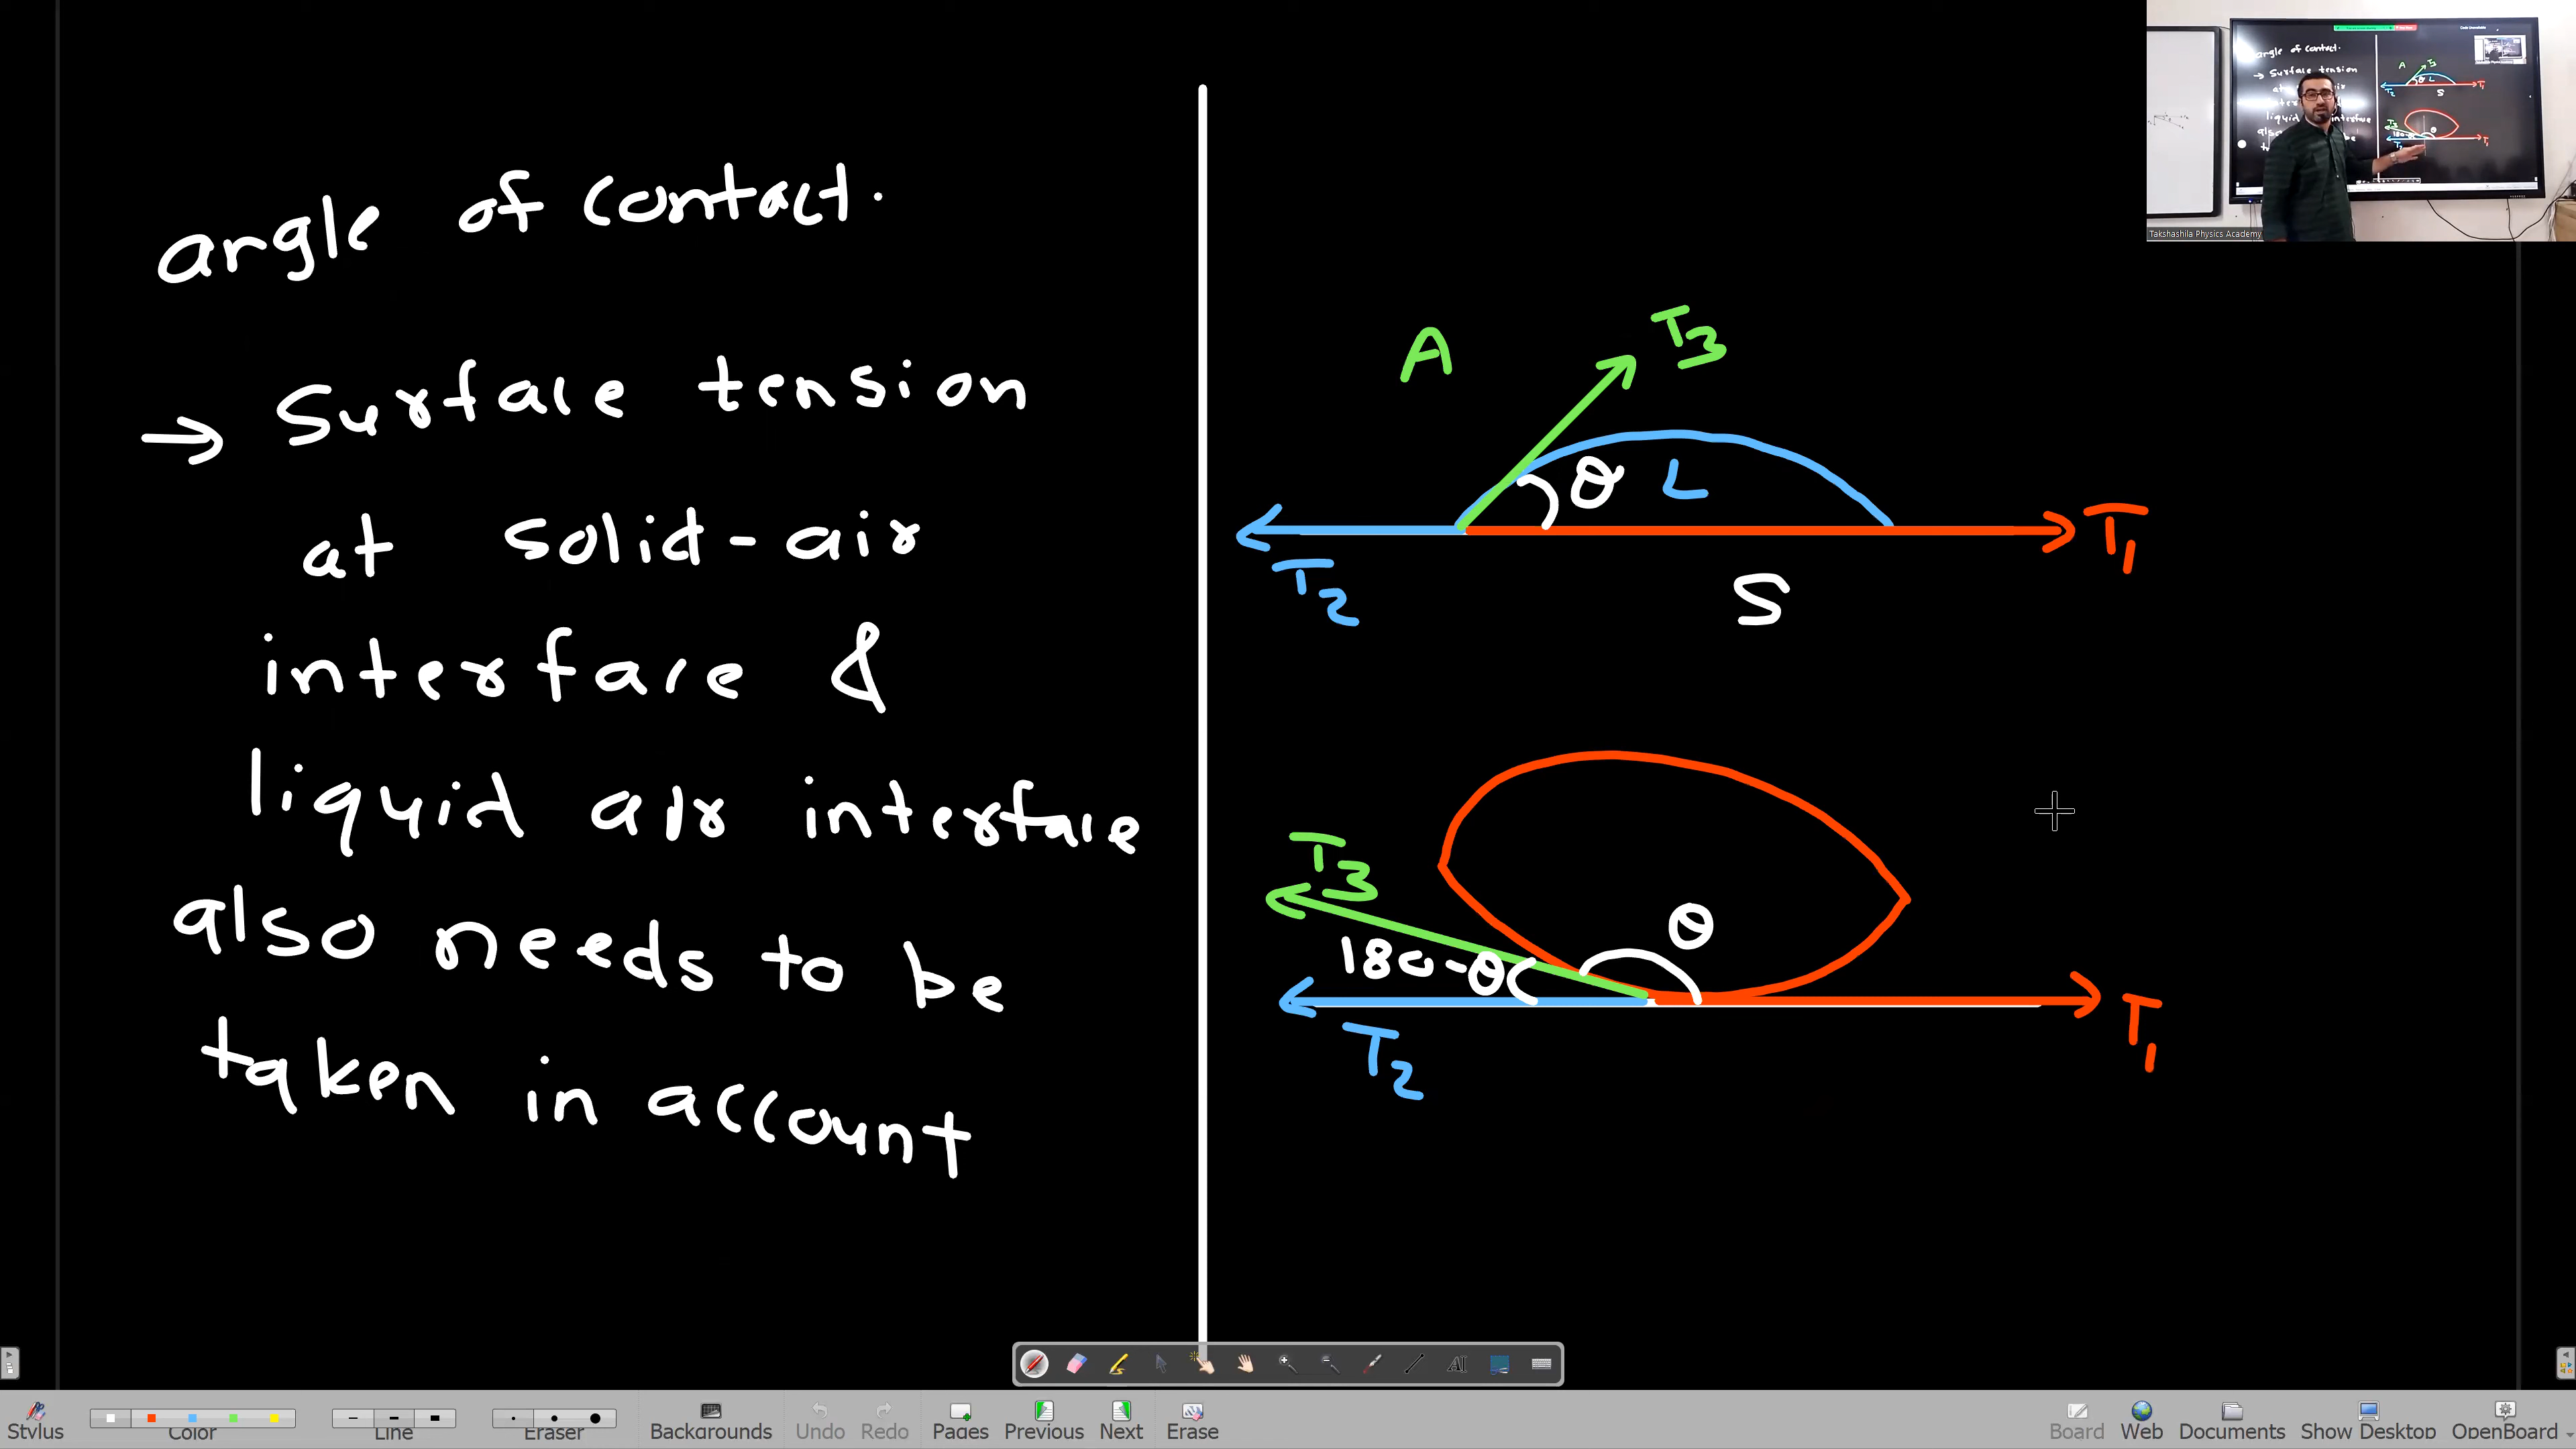 angle of contact.
→ Surface tension
at solid-air
interface &
liquid air interface
also needs to be
taken in account
A
T3
θ
L
T2
T1
S
T3
180-θ
θ
T2
T1
Takshashila Physics Academy
Stylus
Color
Line
Eraser
Backgrounds
Undo
Redo
Pages
Previous
Next
Erase
Board
Web
Documents
Show Desktop
OpenBoard